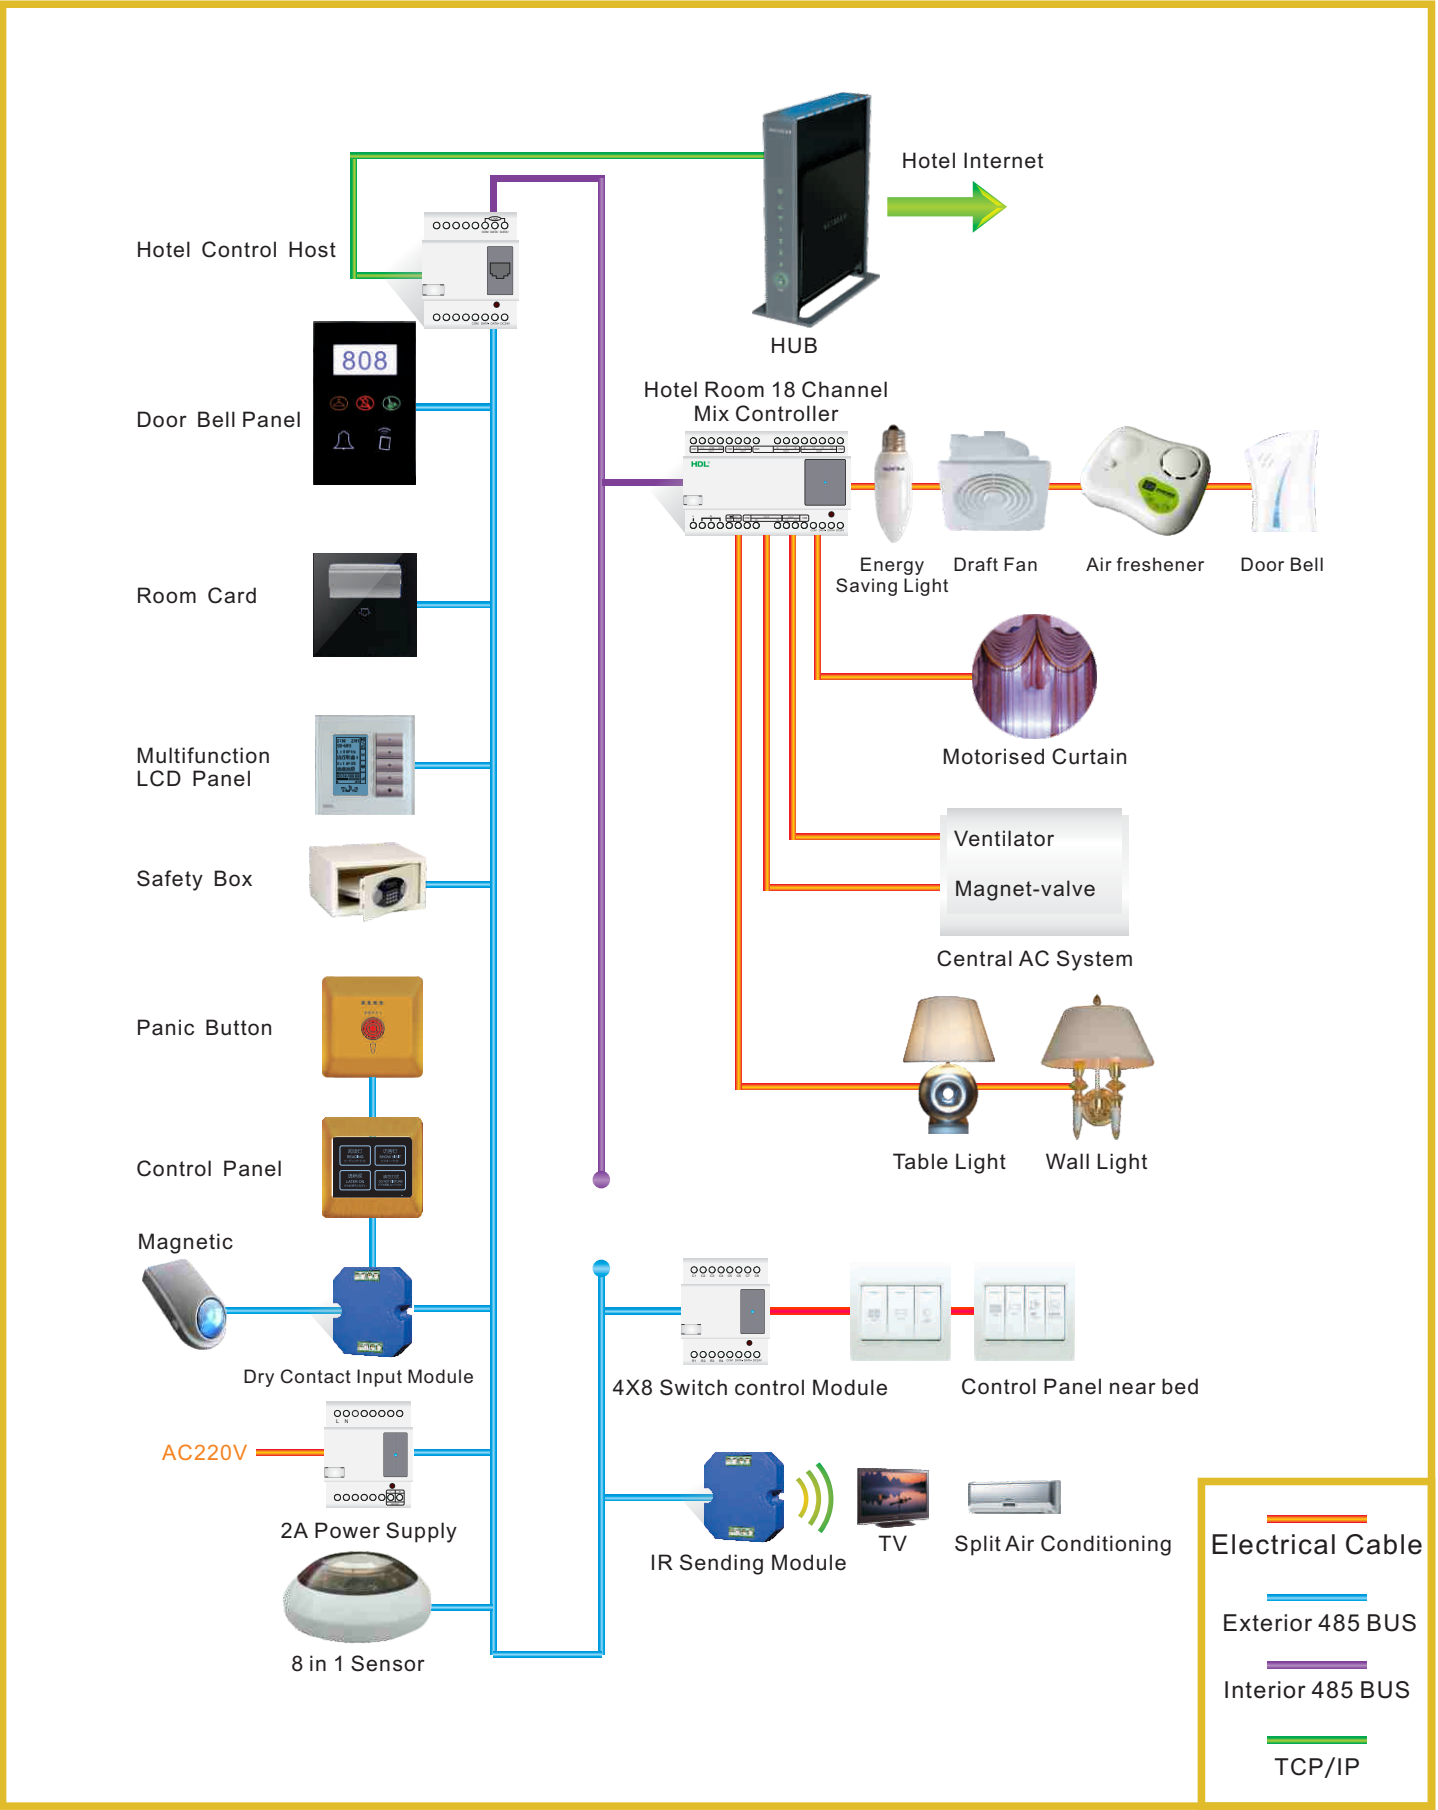 Hotel Internet
Hotel Control Host
HUB
808
Hotel Room 18 Channel
Mix Controller
Door Bell Panel
HDL
Energy
Saving Light
Draft Fan
Air freshener
Door Bell
Room Card
Motorised Curtain
Multifunction
LCD Panel
Ventilator
Safety Box
Magnet-valve
Central AC System
Panic Button
Control Panel
Table Light
Wall Light
Magnetic
Dry Contact Input Module
4X8 Switch control Module
Control Panel near bed
L N
AC220V
2A Power Supply
IR Sending Module
TV
Split Air Conditioning
8 in 1 Sensor
Electrical Cable
Exterior 485 BUS
Interior 485 BUS
TCP/IP